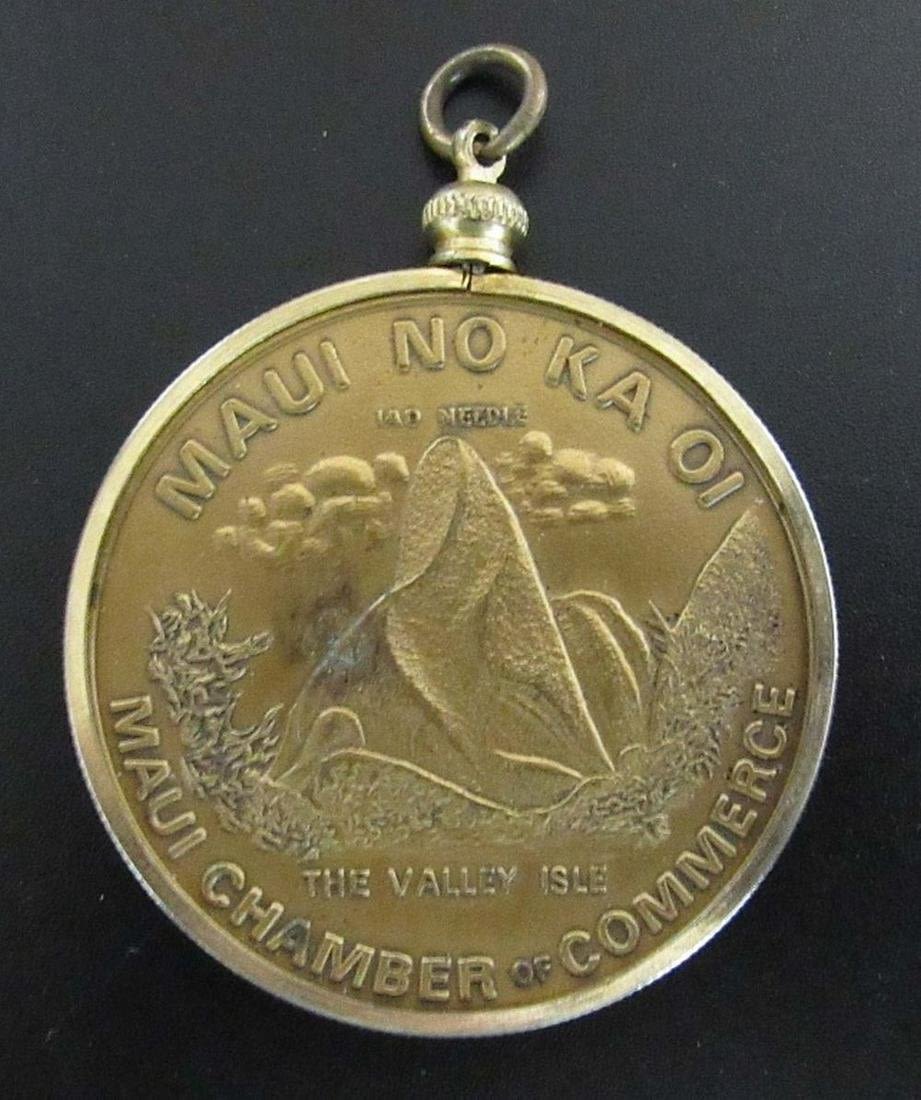 MAUI NO KA OI
IAO NEEDLE
THE VALLEY ISLE
MAUI CHAMBER OF COMMERCE